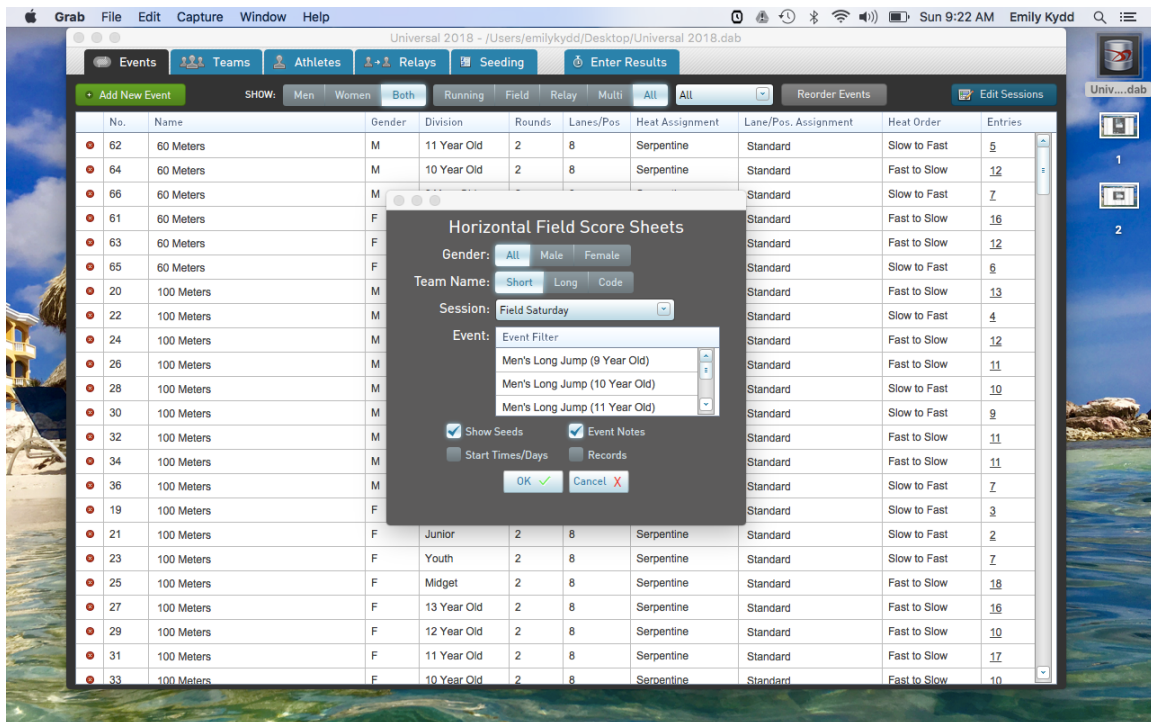 Grab File Edit Capture Window Help Sun 9:22 AM Emily Kydd
Universal 2018 - /Users/emilykydd/Desktop/Universal 2018.dab
Events Teams Athletes Relays Seeding Enter Results
Add New Event SHOW: Men Women Both Running Field Relay Multi All All Reorder Events Edit Sessions
Univ....dab
1
2
No. Name Gender Division Rounds Lanes/Pos Heat Assignment Lane/Pos. Assignment Heat Order Entries
62 60 Meters M 11 Year Old 2 8 Serpentine Standard Slow to Fast 5
64 60 Meters M 10 Year Old 2 8 Serpentine Standard Fast to Slow 12
66 60 Meters M Standard Slow to Fast 7
61 60 Meters F Standard Fast to Slow 16
63 60 Meters F Standard Fast to Slow 12
65 60 Meters F Standard Slow to Fast 6
20 100 Meters M Standard Fast to Slow 13
22 100 Meters M Standard Slow to Fast 4
24 100 Meters M Standard Fast to Slow 12
26 100 Meters M Standard Fast to Slow 11
28 100 Meters M Standard Fast to Slow 10
30 100 Meters M Standard Fast to Slow 9
32 100 Meters M Standard Fast to Slow 11
34 100 Meters M Standard Fast to Slow 11
36 100 Meters M Standard Slow to Fast 7
19 100 Meters F Standard Slow to Fast 3
21 100 Meters F Junior 2 8 Serpentine Standard Slow to Fast 2
23 100 Meters F Youth 2 8 Serpentine Standard Slow to Fast 7
25 100 Meters F Midget 2 8 Serpentine Standard Fast to Slow 18
27 100 Meters F 13 Year Old 2 8 Serpentine Standard Fast to Slow 16
29 100 Meters F 12 Year Old 2 8 Serpentine Standard Fast to Slow 10
31 100 Meters F 11 Year Old 2 8 Serpentine Standard Fast to Slow 17
33 100 Meters F 10 Year Old 2 8 Serpentine Standard Fast to Slow 10
Horizontal Field Score Sheets
Gender: All Male Female
Team Name: Short Long Code
Session: Field Saturday
Event: Event Filter
Men's Long Jump (9 Year Old)
Men's Long Jump (10 Year Old)
Men's Long Jump (11 Year Old)
Show Seeds Event Notes
Start Times/Days Records
OK Cancel X